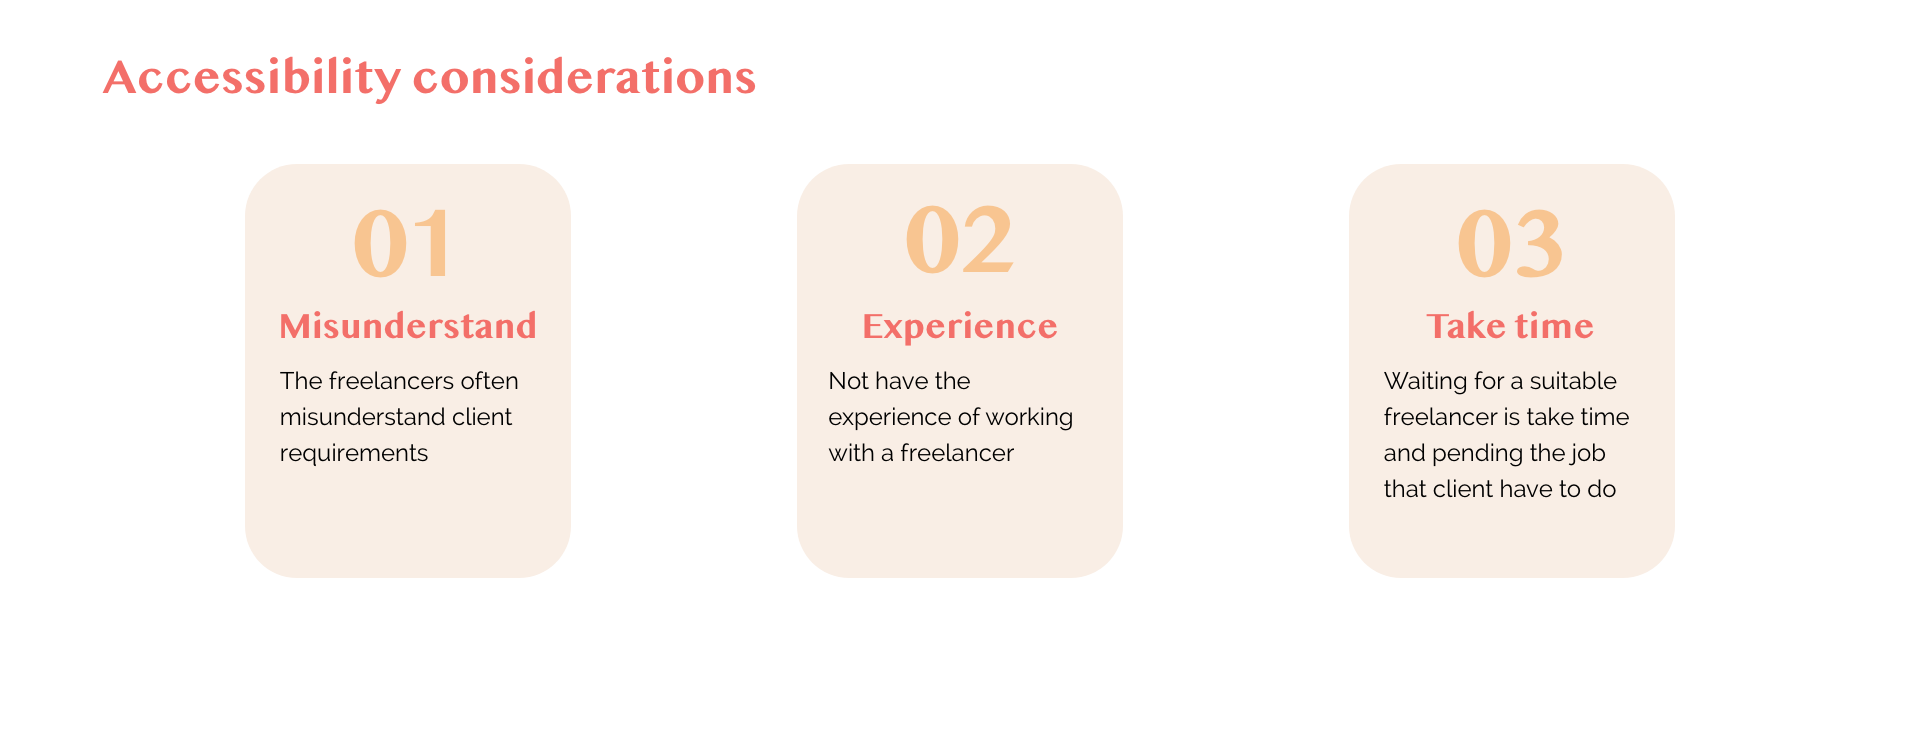 Accessibility considerations
01
Misunderstand
The freelancers often
misunderstand client
requirements
02
Experience
Not have the
experience of working
with a freelancer
03
Take time
Waiting for a suitable
freelancer is take time
and pending the job
that client have to do